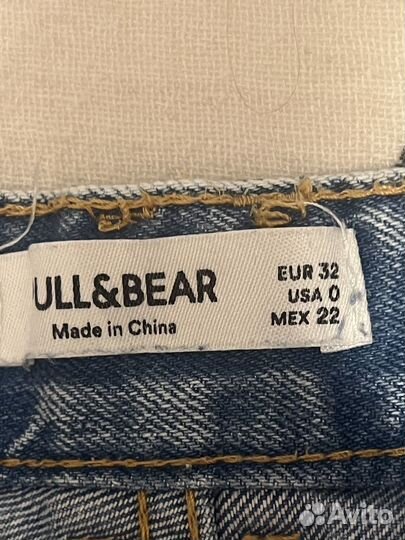 ULL&BEAR
Made in China
EUR 32
USA 0
MEX 22
Avito